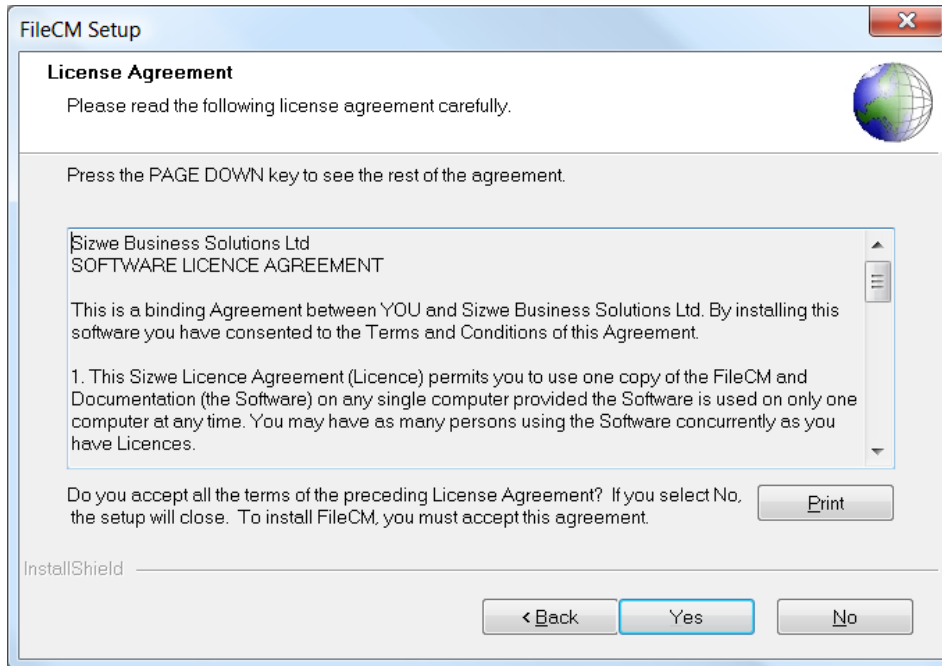 FileCM Setup
License Agreement
Please read the following license agreement carefully.
Press the PAGE DOWN key to see the rest of the agreement.
Sizwe Business Solutions Ltd
SOFTWARE LICENCE AGREEMENT
This is a binding Agreement between YOU and Sizwe Business Solutions Ltd. By installing this
software you have consented to the Terms and Conditions of this Agreement.
1. This Sizwe Licence Agreement (Licence) permits you to use one copy of the FileCM and
Documentation (the Software) on any single computer provided the Software is used on only one
computer at any time. You may have as many persons using the Software concurrently as you
have Licences.
Do you accept all the terms of the preceding License Agreement? If you select No,
the setup will close. To install FileCM, you must accept this agreement.
Print
InstallShield
< Back
Yes
No